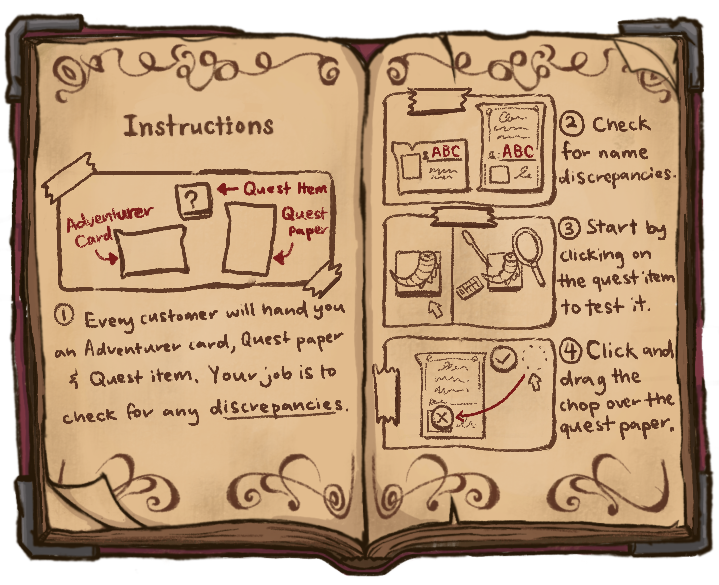 Instructions
?
← Quest Item
Adventurer
Card
Quest
paper
① Every customer will hand you
an Adventurer card, Quest paper
& Quest item. Your job is to
check for any discrepancies.
ABC
ABC
② Check
for name
discrepancies.
③ Start by
clicking on
the quest item
to test it.
④ Click and
drag the
chop over the
quest paper.